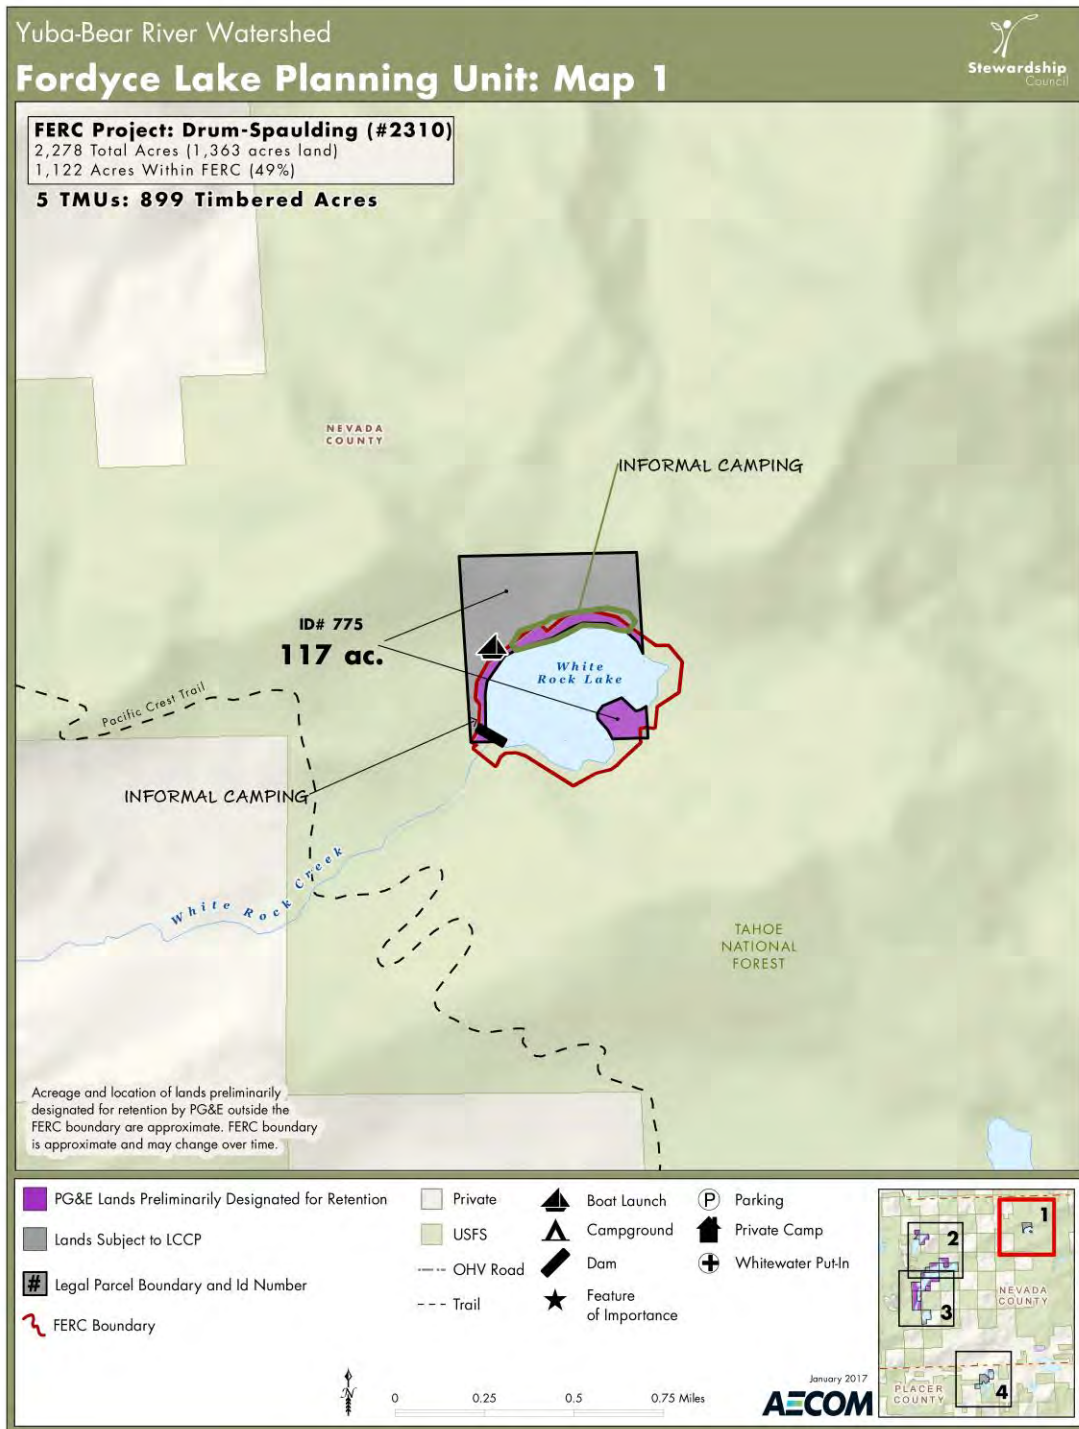 Yuba-Bear River Watershed
Fordyce Lake Planning Unit: Map 1
Stewardship
Council
FERC Project: Drum-Spaulding (#2310)
2,278 Total Acres (1,363 acres land)
1,122 Acres Within FERC (49%)
5 TMUs: 899 Timbered Acres
NEVADA
COUNTY
INFORMAL CAMPING
ID# 775
117 ac.
White
Rock Lake
Pacific Crest Trail
INFORMAL CAMPING
White Rock Creek
TAHOE
NATIONAL
FOREST
Acreage and location of lands preliminarily
designated for retention by PG&E outside the
FERC boundary are approximate. FERC boundary
is approximate and may change over time.
PG&E Lands Preliminarily Designated for Retention
Lands Subject to LCCP
# Legal Parcel Boundary and Id Number
FERC Boundary
Private
USFS
OHV Road
Trail
Boat Launch
Campground
Dam
Feature
of Importance
P Parking
Private Camp
Whitewater Put-In
N
0 0.25 0.5 0.75 Miles
January 2017
AECOM
1
2
NEVADA
COUNTY
3
PLACER
COUNTY
4